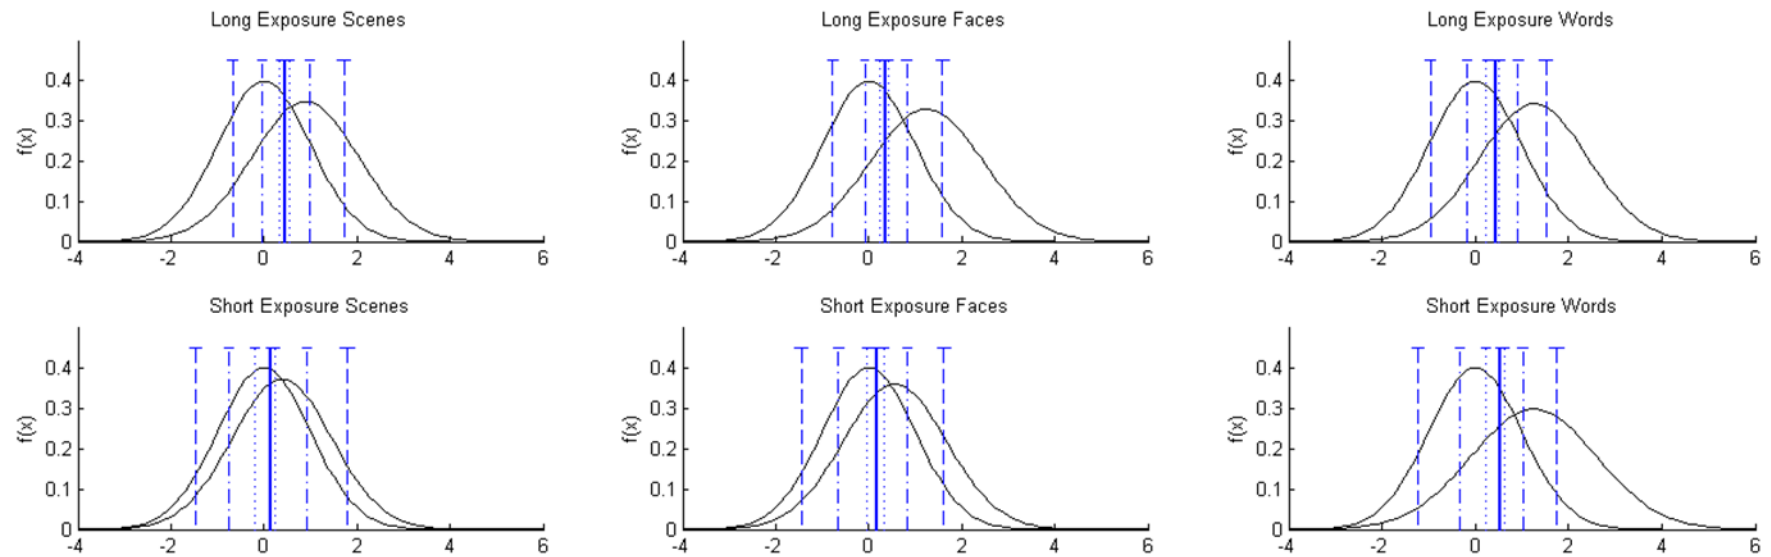 Long Exposure Scenes
f(x)
0.4
0.3
0.2
0.1
0
-4 -2 0 2 4 6
Long Exposure Faces
f(x)
0.4
0.3
0.2
0.1
0
-4 -2 0 2 4 6
Long Exposure Words
f(x)
0.4
0.3
0.2
0.1
0
-4 -2 0 2 4 6
Short Exposure Scenes
f(x)
0.4
0.3
0.2
0.1
0
-4 -2 0 2 4 6
Short Exposure Faces
f(x)
0.4
0.3
0.2
0.1
0
-4 -2 0 2 4 6
Short Exposure Words
f(x)
0.4
0.3
0.2
0.1
0
-4 -2 0 2 4 6